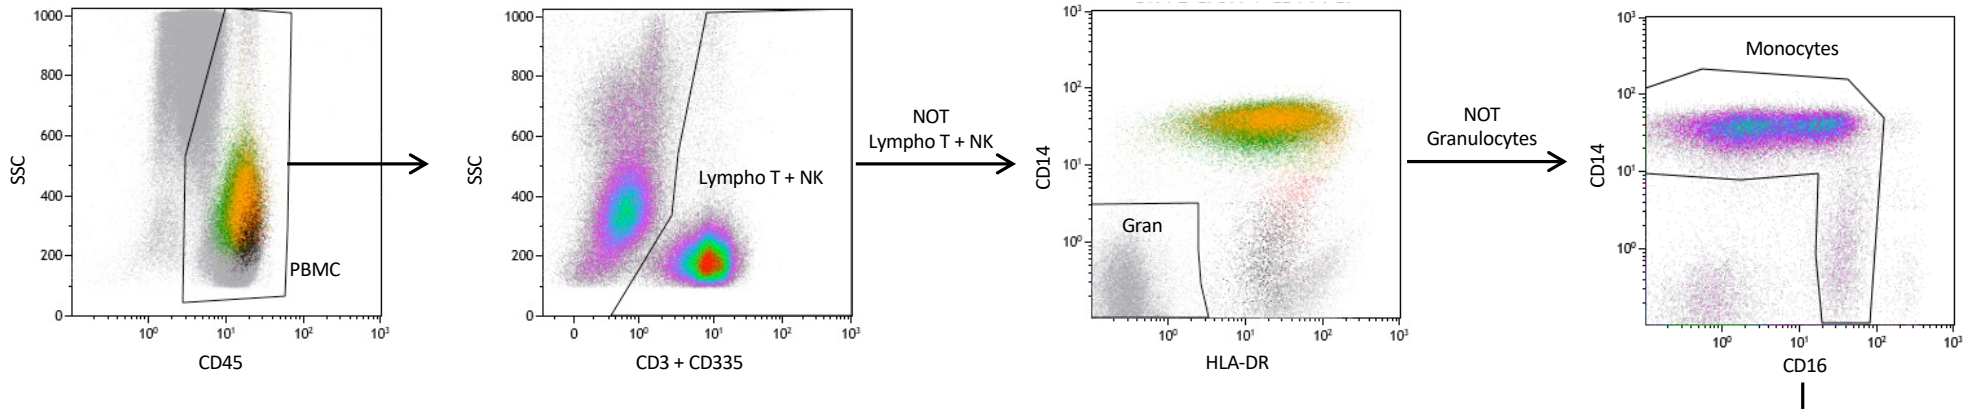 1000
800
600
400
200
0
SSC
PBMC
10⁰
10¹
10²
10³
CD45
1000
800
600
400
200
0
SSC
Lympho T + NK
0
10⁰
10¹
10²
10³
CD3 + CD335
NOT
Lympho T + NK
10³
10²
10¹
10⁰
CD14
Gran
10⁰
10¹
10²
10³
HLA-DR
NOT
Granulocytes
10³
10²
10¹
10⁰
CD14
Monocytes
10⁰
10¹
10²
10³
CD16